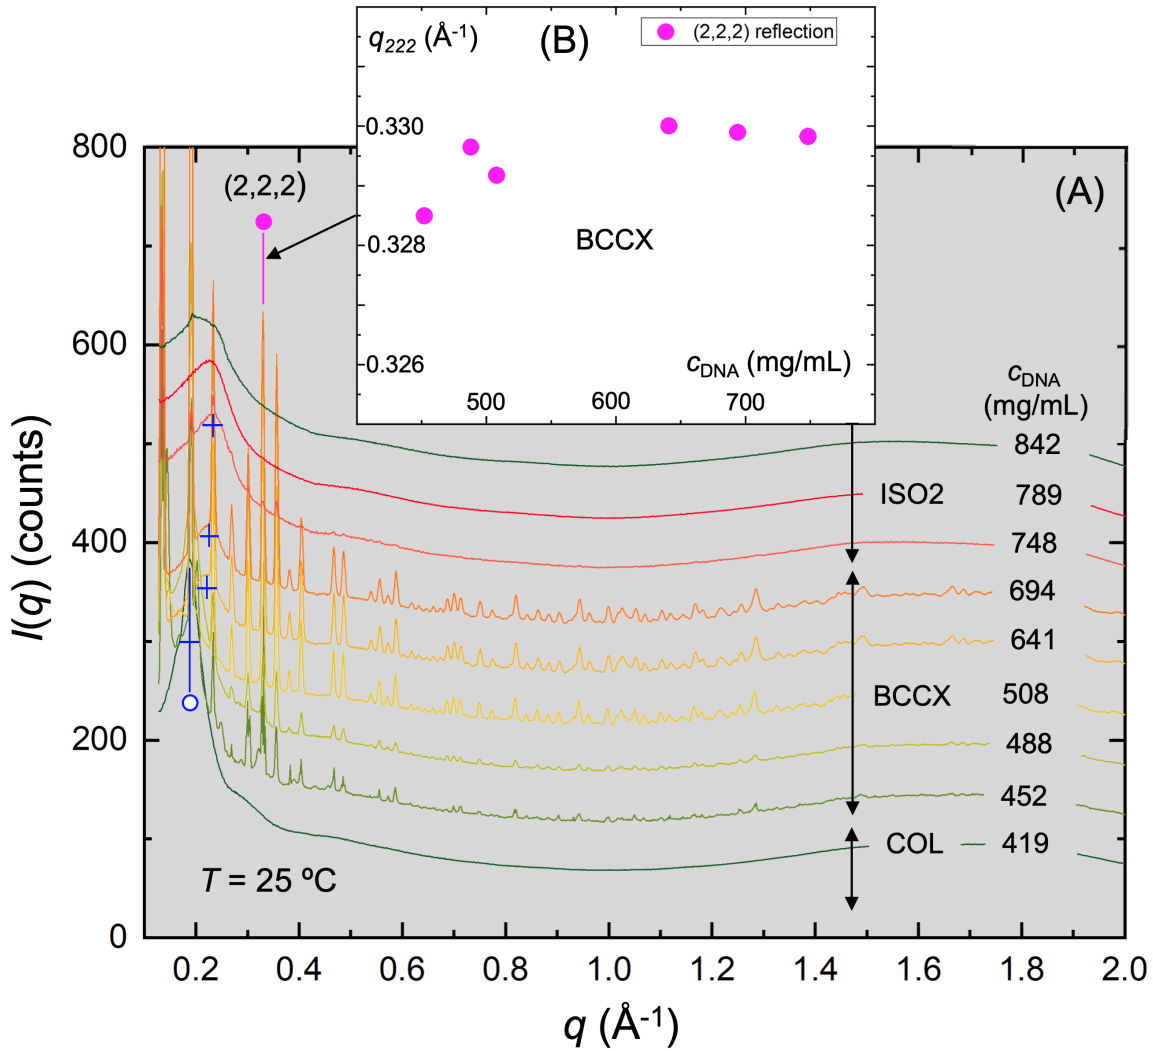 q222 (Å-1)
(B)
(2,2,2) reflection
0.330
0.328
0.326
BCCX
cDNA (mg/mL)
500
600
700
800
600
400
200
0
I(q) (counts)
(2,2,2)
(A)
cDNA
(mg/mL)
842
ISO2
789
748
694
641
BCCX
508
488
452
COL
419
T = 25 ºC
0.2
0.4
0.6
0.8
1.0
1.2
1.4
1.6
1.8
2.0
q (Å-1)